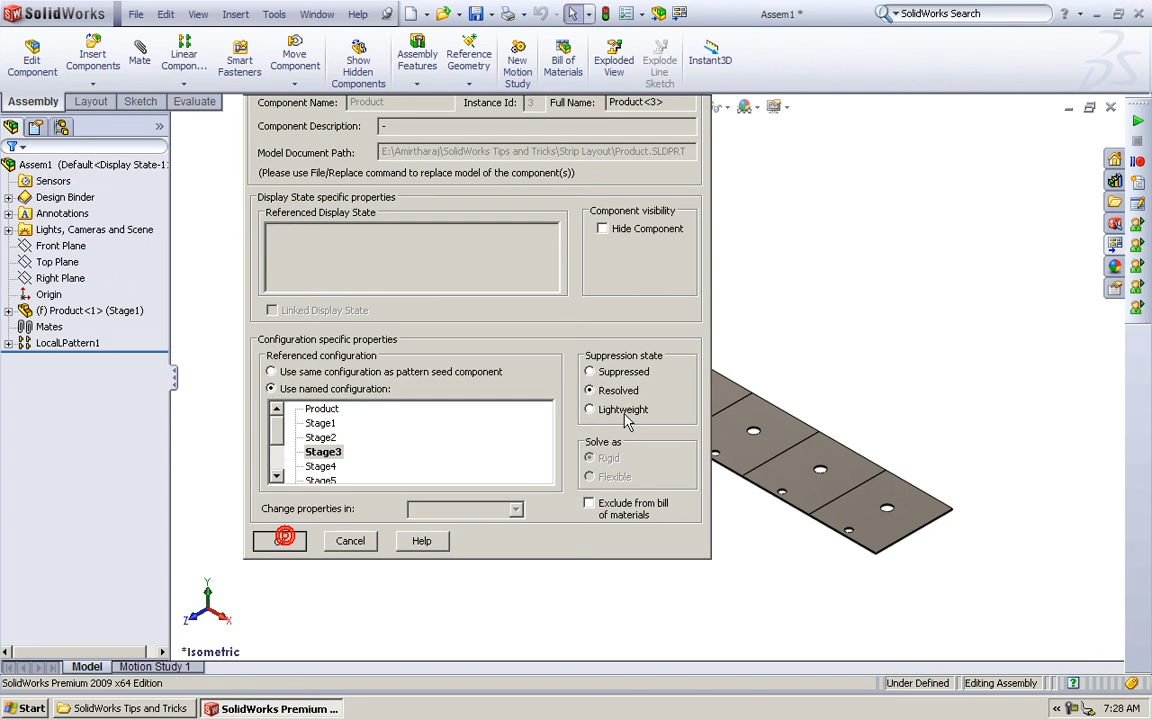 SolidWorks File Edit View Insert Tools Window Help Assem1 * SolidWorks Search
Edit Component
Insert Components
Mate
Linear Compon...
Smart Fasteners
Move Component
Show Hidden Components
Assembly Features
Reference Geometry
New Motion Study
Bill of Materials
Exploded View
Explode Line Sketch
Instant3D
Assembly Layout Sketch Evaluate
Assem1 (Default<Display State-1
Sensors
Design Binder
Annotations
Lights, Cameras and Scene
Front Plane
Top Plane
Right Plane
Origin
(f) Product<1> (Stage1)
Mates
LocalLPattern1
Component Name: Product Instance Id: 3 Full Name: Product<3>
Component Description: -
Model Document Path: E:\Amirtharaj\SolidWorks Tips and Tricks\Strip Layout\Product.SLDPRT
(Please use File/Replace command to replace model of the component(s))
Display State specific properties
Referenced Display State
Component visibility
Hide Component
Linked Display State
Configuration specific properties
Referenced configuration
Use same configuration as pattern seed component
Use named configuration:
Product
Stage1
Stage2
Stage3
Stage4
Stage5
Suppression state
Suppressed
Resolved
Lightweight
Solve as
Rigid
Flexible
Change properties in:
Exclude from bill of materials
Cancel Help
Y
Z
X
*Isometric
Model Motion Study 1
SolidWorks Premium 2009 x64 Edition Under Defined Editing Assembly
Start SolidWorks Tips and Tricks SolidWorks Premium ... 7:28 AM